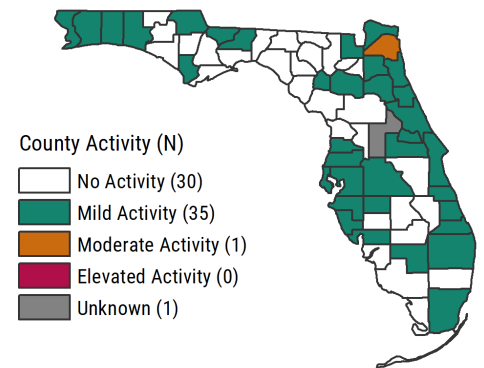 County Activity (N)
No Activity (30)
Mild Activity (35)
Moderate Activity (1)
Elevated Activity (0)
Unknown (1)